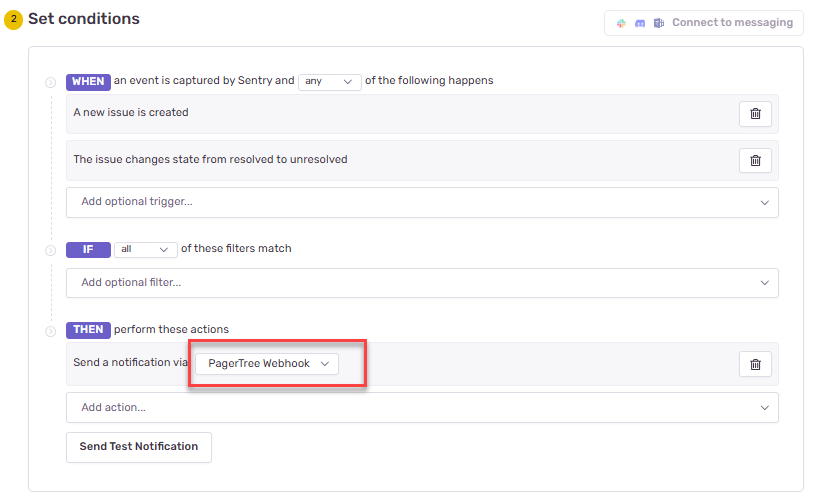 2 Set conditions
Connect to messaging
WHEN an event is captured by Sentry and any of the following happens
A new issue is created
The issue changes state from resolved to unresolved
Add optional trigger...
IF all of these filters match
Add optional filter...
THEN perform these actions
Send a notification via PagerTree Webhook
Add action...
Send Test Notification